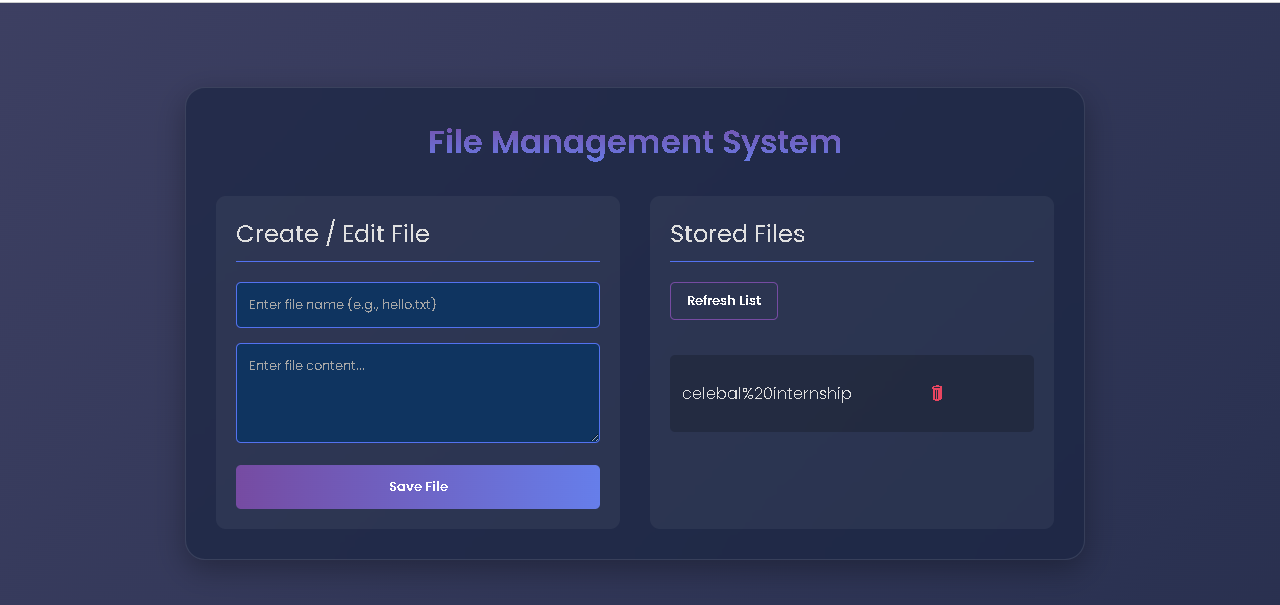 File Management System
Create / Edit File
Enter file name (e.g., hello.txt)
Enter file content...
Save File
Stored Files
Refresh List
celebal%20internship